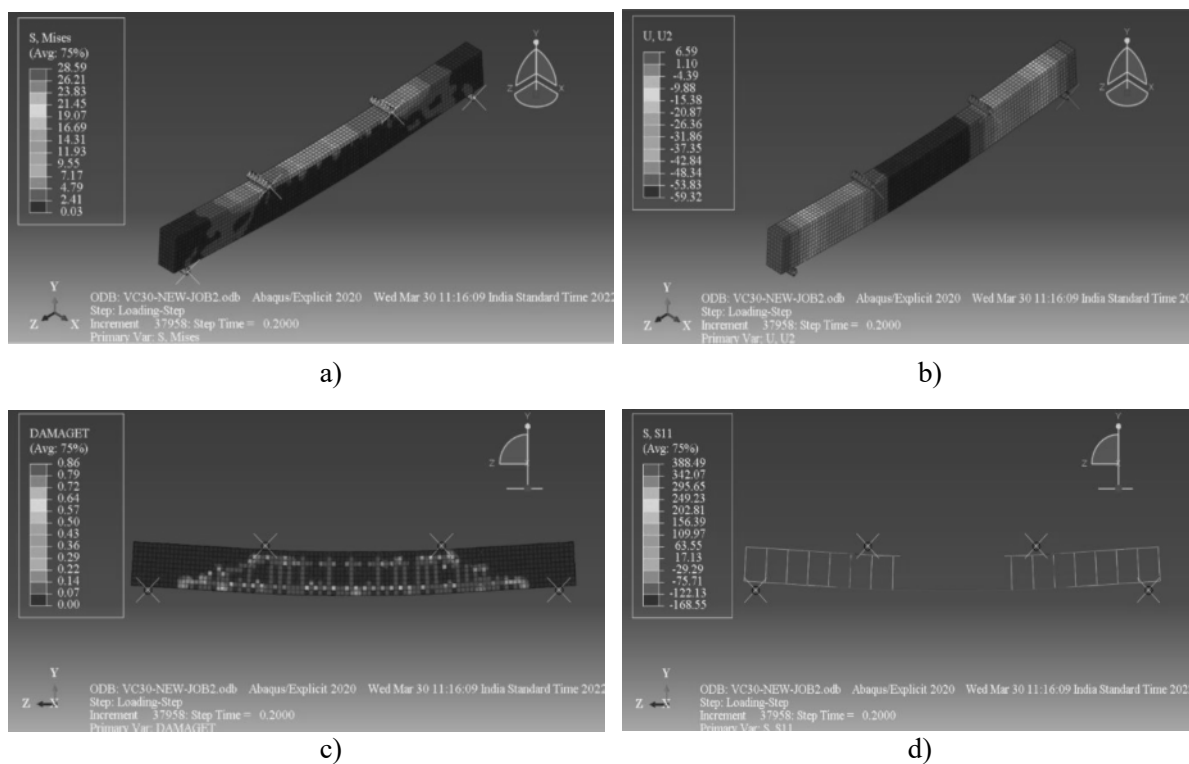 S, Mises
(Avg: 75%)
28.59
26.21
23.83
21.45
19.07
16.69
14.31
11.93
9.55
7.17
4.79
2.41
0.03
Y
Z
X
Y
Z X
ODB: VC30-NEW-JOB2.odb Abaqus/Explicit 2020 Wed Mar 30 11:16:09 India Standard Time 2022
Step: Loading-Step
Increment 37958: Step Time = 0.2000
Primary Var: S, Mises
a)
U, U2
6.59
1.10
-4.39
-9.88
-15.38
-20.87
-26.36
-31.86
-37.35
-42.84
-48.34
-53.83
-59.32
Y
Z
X
Y
Z X
ODB: VC30-NEW-JOB2.odb Abaqus/Explicit 2020 Wed Mar 30 11:16:09 India Standard Time 20
Step: Loading-Step
Increment 37958: Step Time = 0.2000
Primary Var: U, U2
b)
DAMAGET
(Avg: 75%)
0.86
0.79
0.72
0.64
0.57
0.50
0.43
0.36
0.29
0.22
0.14
0.07
0.00
Y
Z
Y
Z X
ODB: VC30-NEW-JOB2.odb Abaqus/Explicit 2020 Wed Mar 30 11:16:09 India Standard Time 2022
Step: Loading-Step
Increment 37958: Step Time = 0.2000
Primary Var: DAMAGET
c)
S, S11
(Avg: 75%)
388.49
342.07
295.65
249.23
202.81
156.39
109.97
63.55
17.13
-29.29
-75.71
-122.13
-168.55
Y
Z
Y
Z X
ODB: VC30-NEW-JOB2.odb Abaqus/Explicit 2020 Wed Mar 30 11:16:09 India Standard Time 202
Step: Loading-Step
Increment 37958: Step Time = 0.2000
Primary Var: S, S11
d)